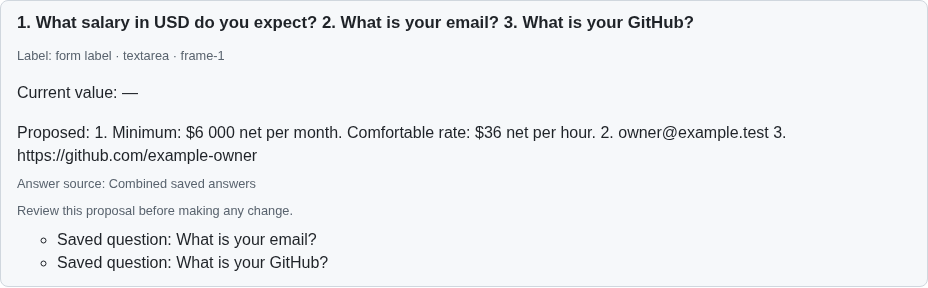 1. What salary in USD do you expect? 2. What is your email? 3. What is your GitHub?
Label: form label · textarea · frame-1
Current value: —
Proposed: 1. Minimum: $6 000 net per month. Comfortable rate: $36 net per hour. 2. owner@example.test 3.
https://github.com/example-owner
Answer source: Combined saved answers
Review this proposal before making any change.
Saved question: What is your email?
Saved question: What is your GitHub?